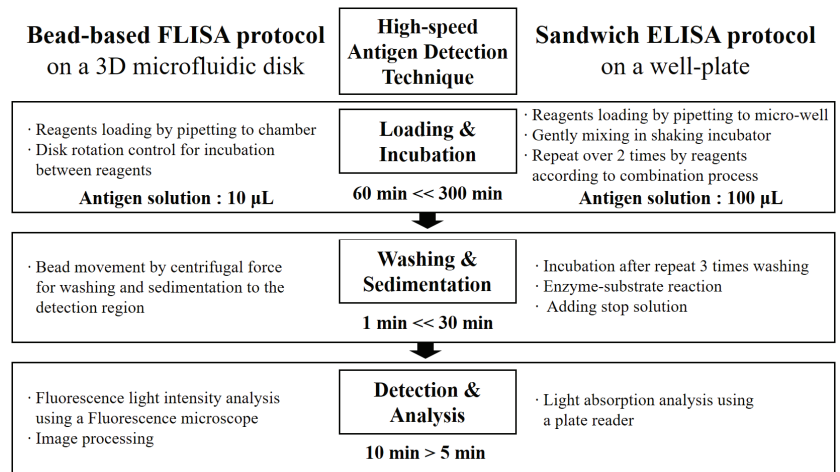 Bead-based FLISA protocol
on a 3D microfluidic disk
High-speed
Antigen Detection
Technique
Sandwich ELISA protocol
on a well-plate
· Reagents loading by pipetting to chamber
· Disk rotation control for incubation
between reagents
Antigen solution : 10 µL
Loading &
Incubation
60 min << 300 min
· Reagents loading by pipetting to micro-well
· Gently mixing in shaking incubator
· Repeat over 2 times by reagents
according to combination process
Antigen solution : 100 µL
· Bead movement by centrifugal force
for washing and sedimentation to the
detection region
Washing &
Sedimentation
1 min << 30 min
· Incubation after repeat 3 times washing
· Enzyme-substrate reaction
· Adding stop solution
· Fluorescence light intensity analysis
using a Fluorescence microscope
· Image processing
Detection &
Analysis
10 min > 5 min
· Light absorption analysis using
a plate reader